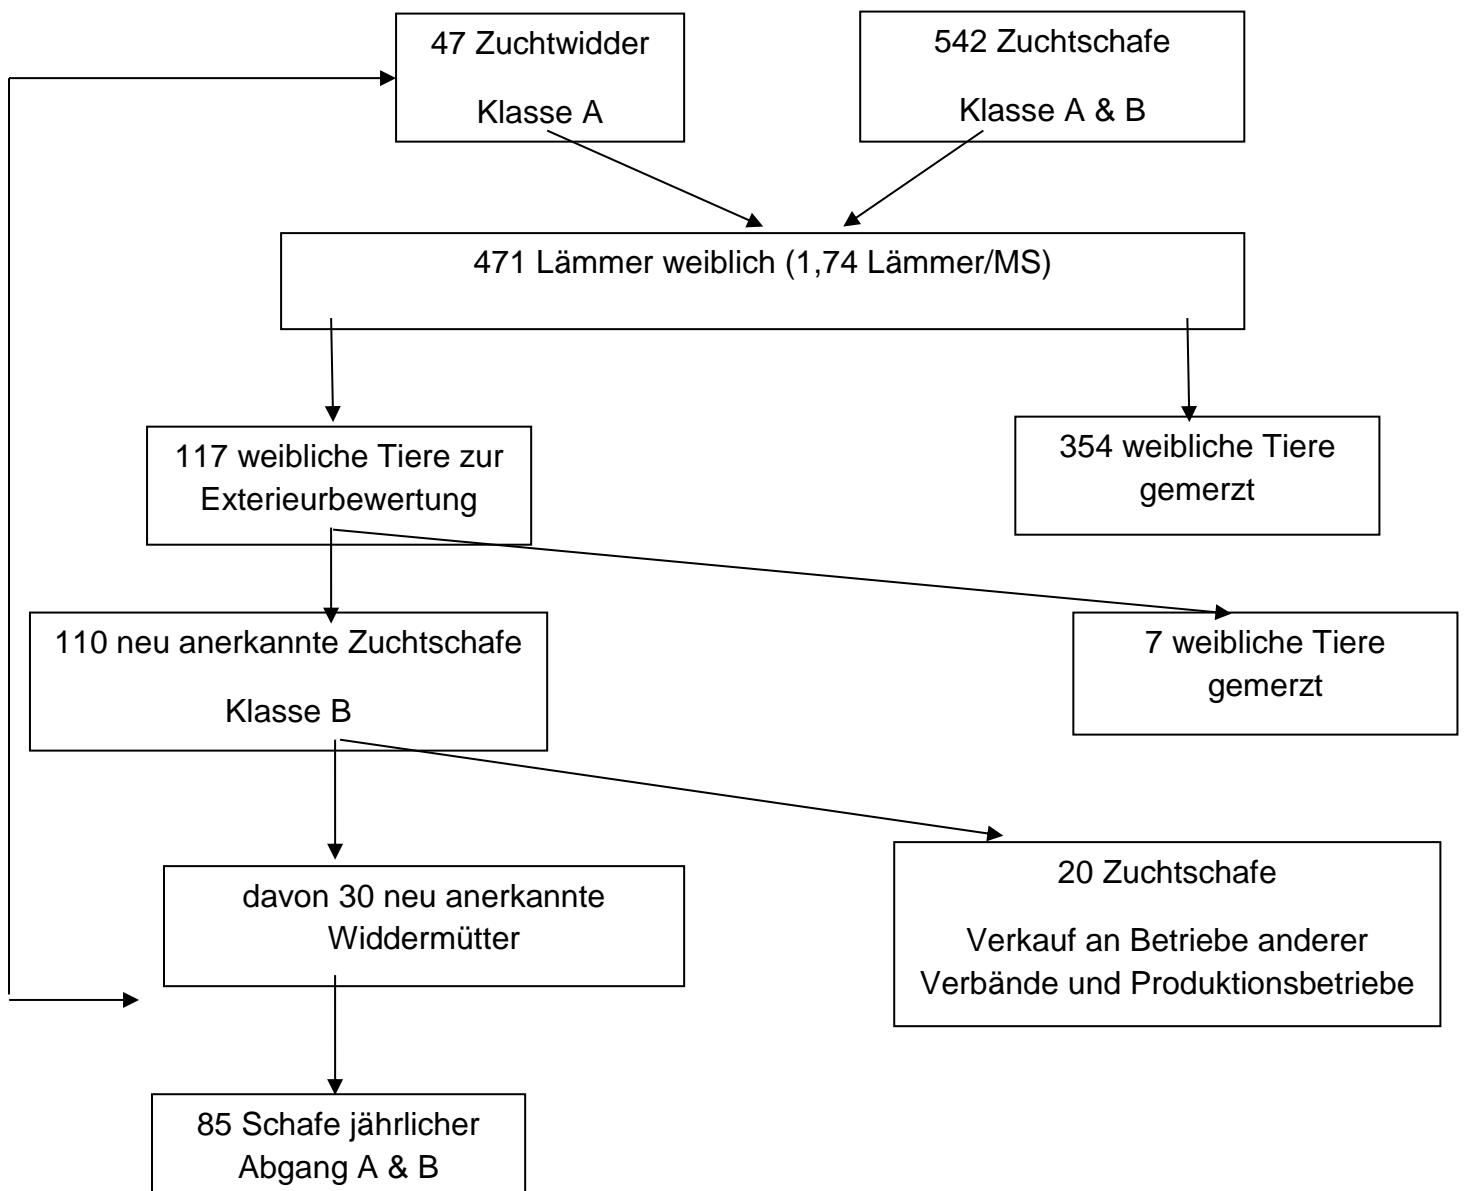 47 Zuchtwidder
Klasse A
542 Zuchtschafe
Klasse A & B
471 Lämmer weiblich (1,74 Lämmer/MS)
117 weibliche Tiere zur
Exterieurbewertung
354 weibliche Tiere
gemerzt
110 neu anerkannte Zuchtschafe
Klasse B
7 weibliche Tiere
gemerzt
davon 30 neu anerkannte
Widdermütter
20 Zuchtschafe
Verkauf an Betriebe anderer
Verbände und Produktionsbetriebe
85 Schafe jährlicher
Abgang A & B